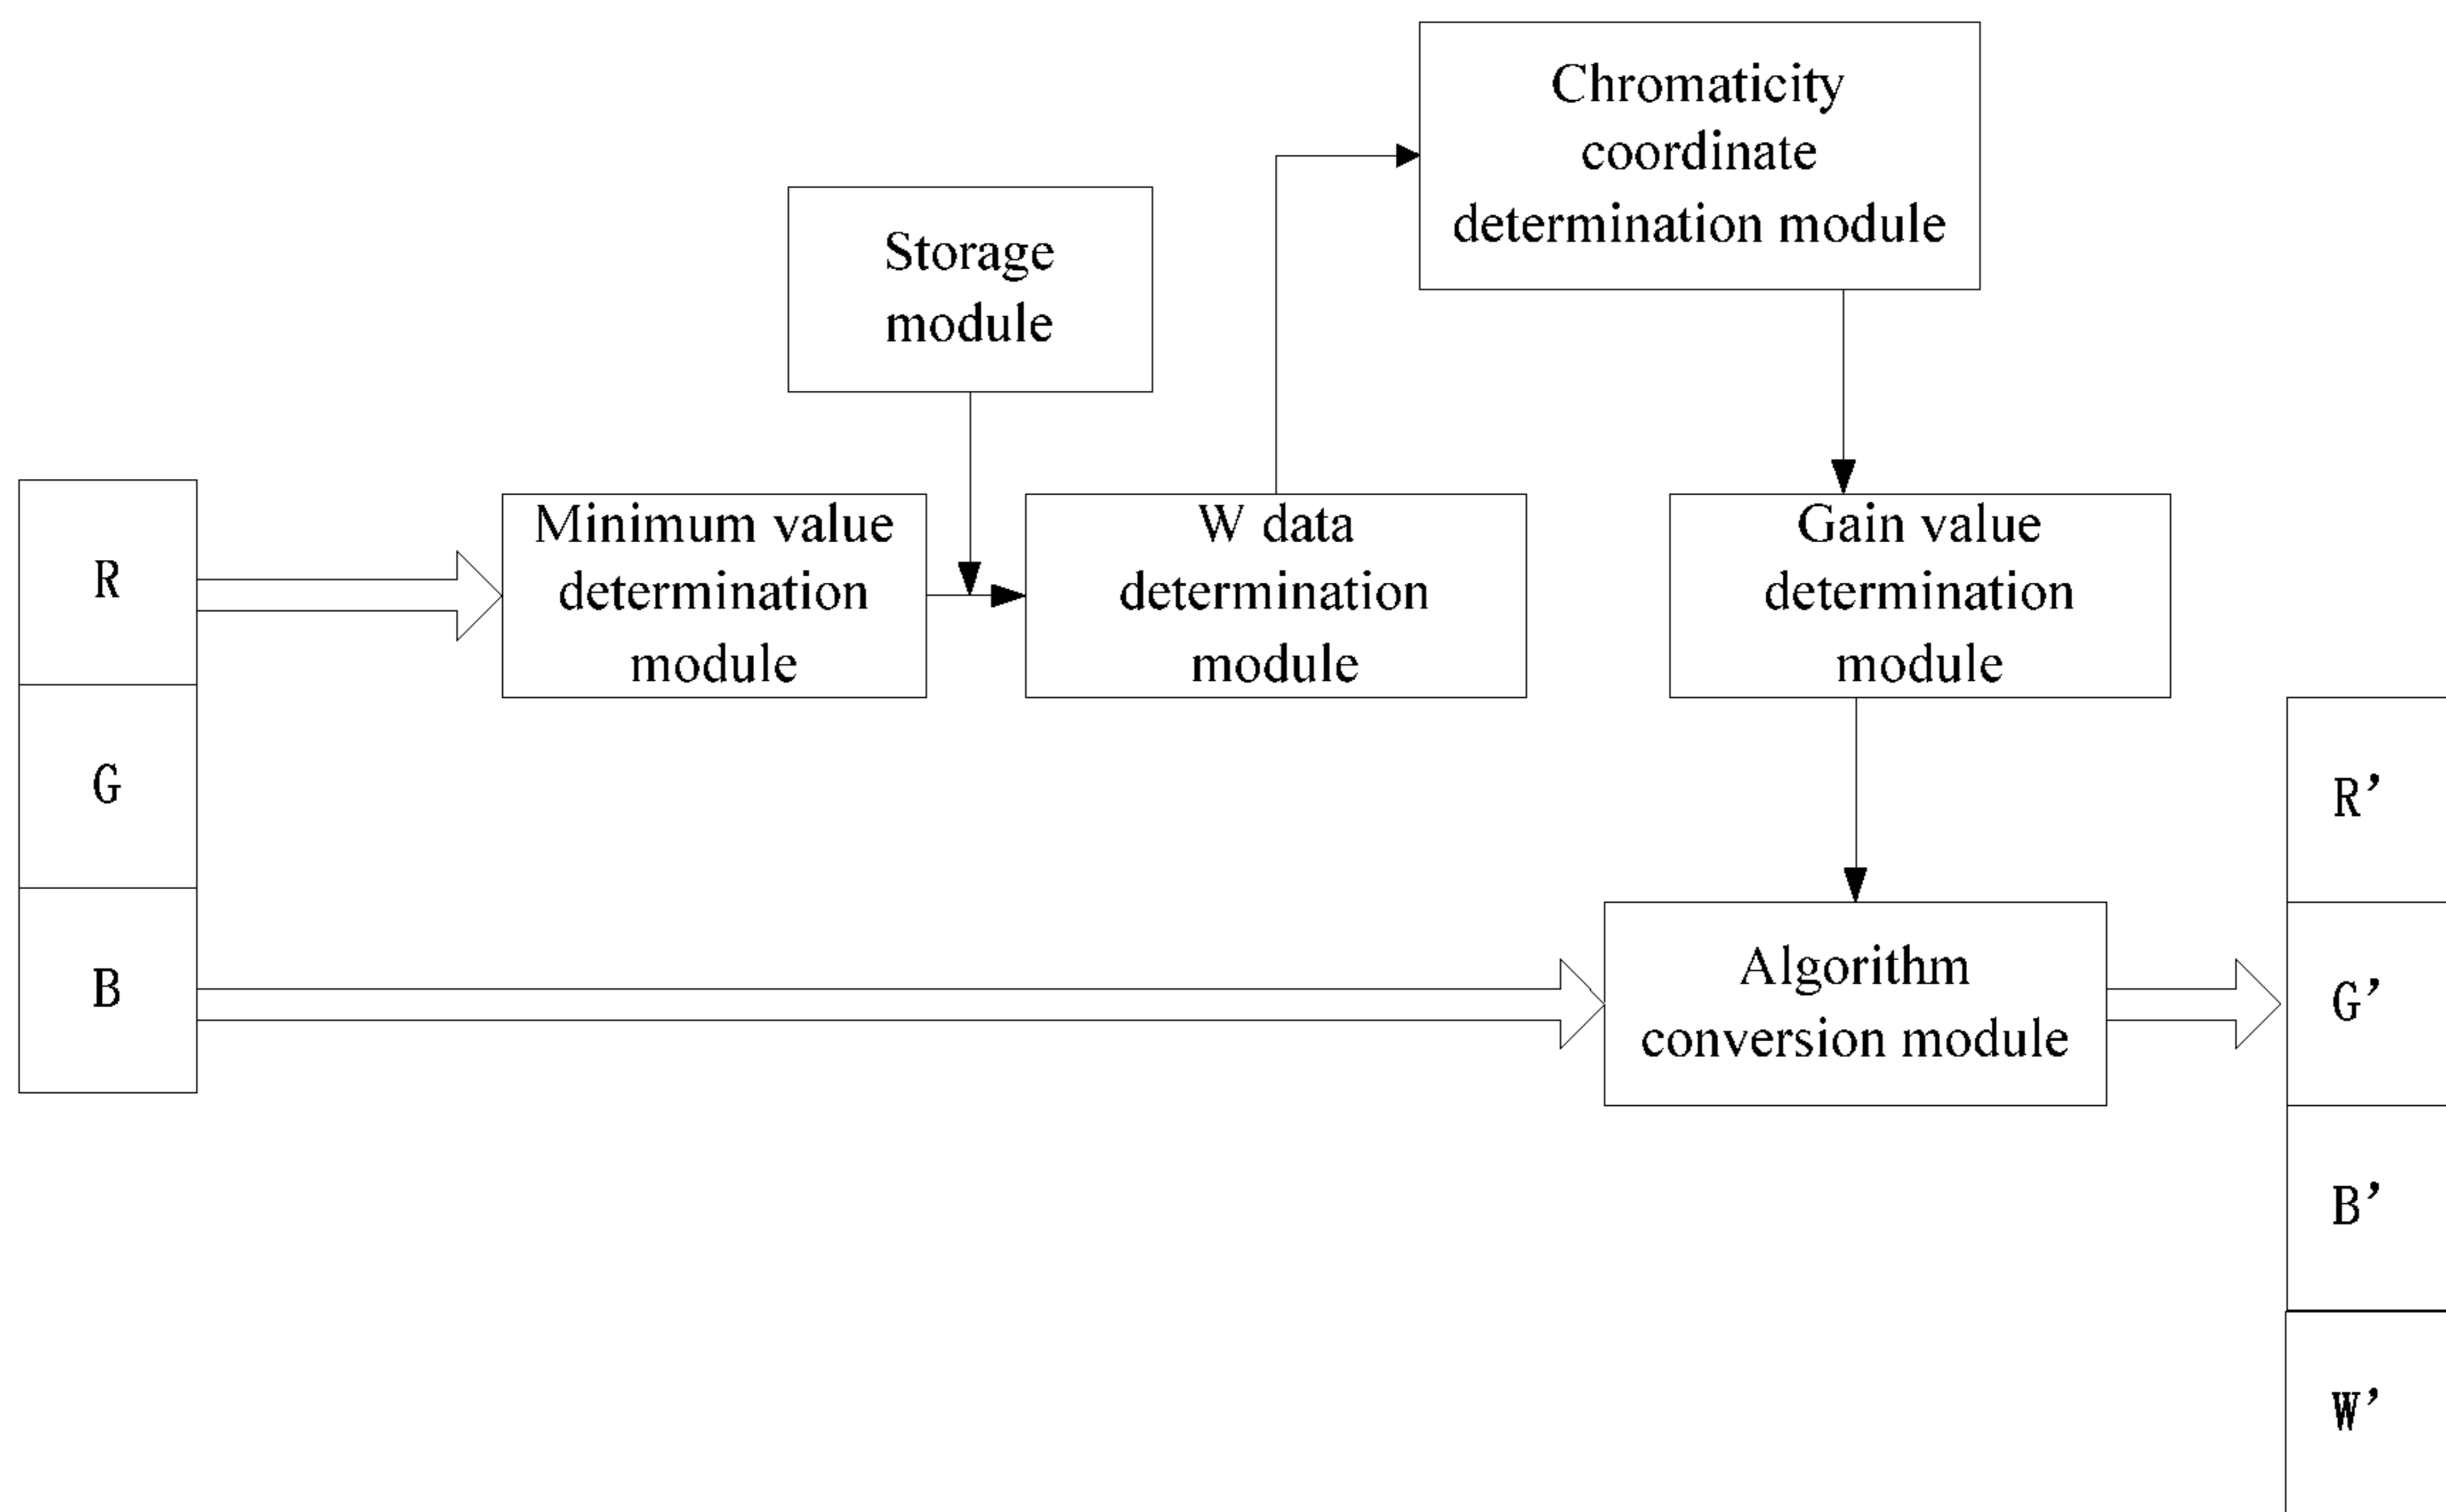 Chromaticity
coordinate
determination module
Storage
module
R
G
B
Minimum value
determination
module
W data
determination
module
Gain value
determination
module
Algorithm
conversion module
R’
G’
B’
W’